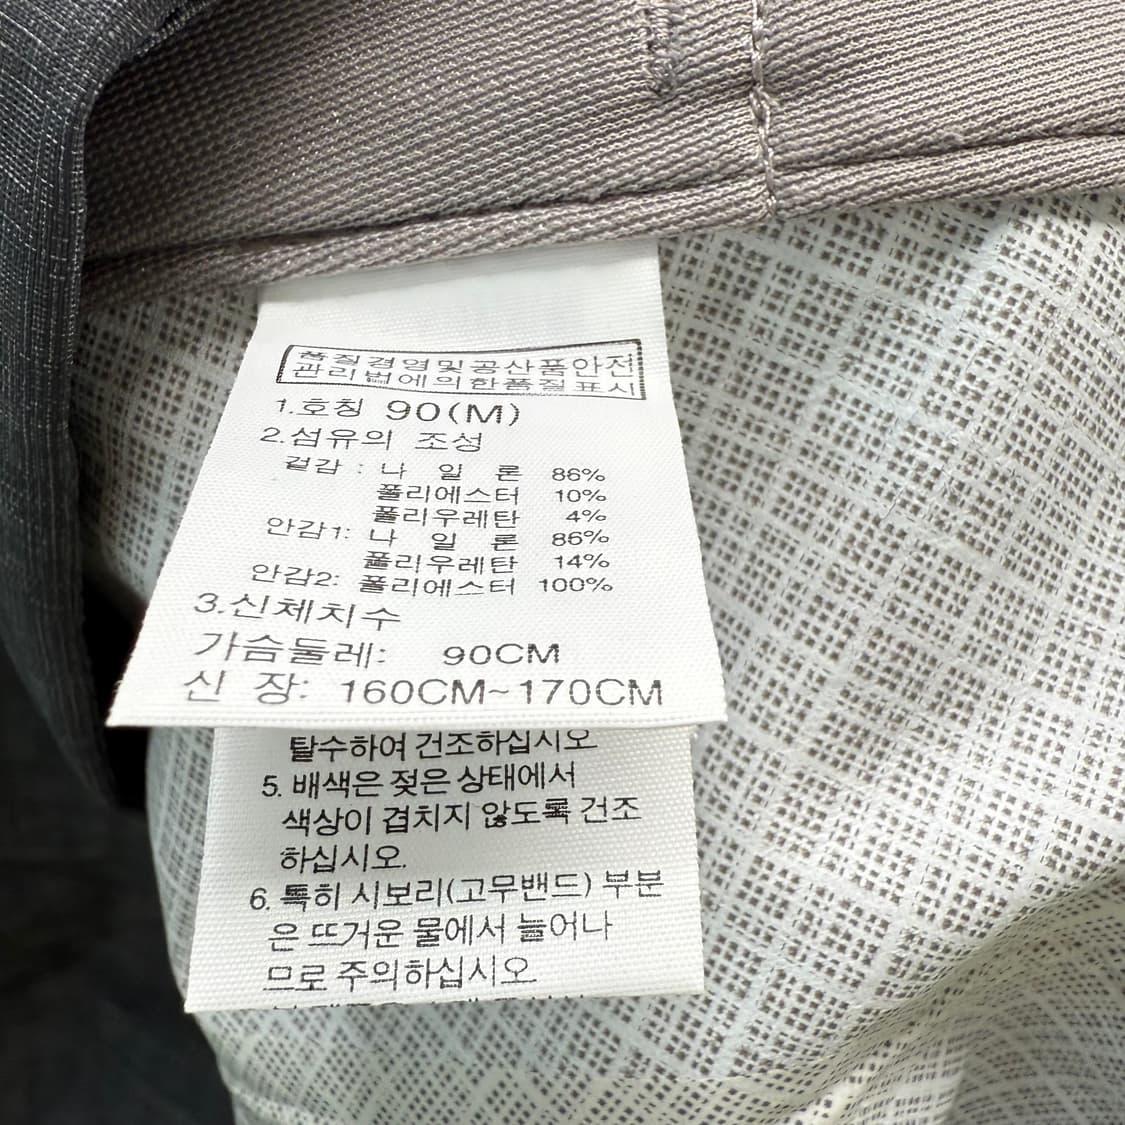 품질경영및공산품안전
관리법에의한품질표시
1.호칭 90(M)
2.섬유의 조성
겉감 : 나 일 론 86%
폴리에스터 10%
폴리우레탄 4%
안감1: 나 일 론 86%
폴리우레탄 14%
안감2: 폴리에스터 100%
3.신체치수
가슴둘레: 90CM
신 장: 160CM~170CM
탈수하여 건조하십시오
5. 배색은 젖은 상태에서
색상이 겹치지 않도록 건조
하십시오.
6. 특히 시보리(고무밴드) 부분
은 뜨거운 물에서 늘어나
므로 주의하십시오.